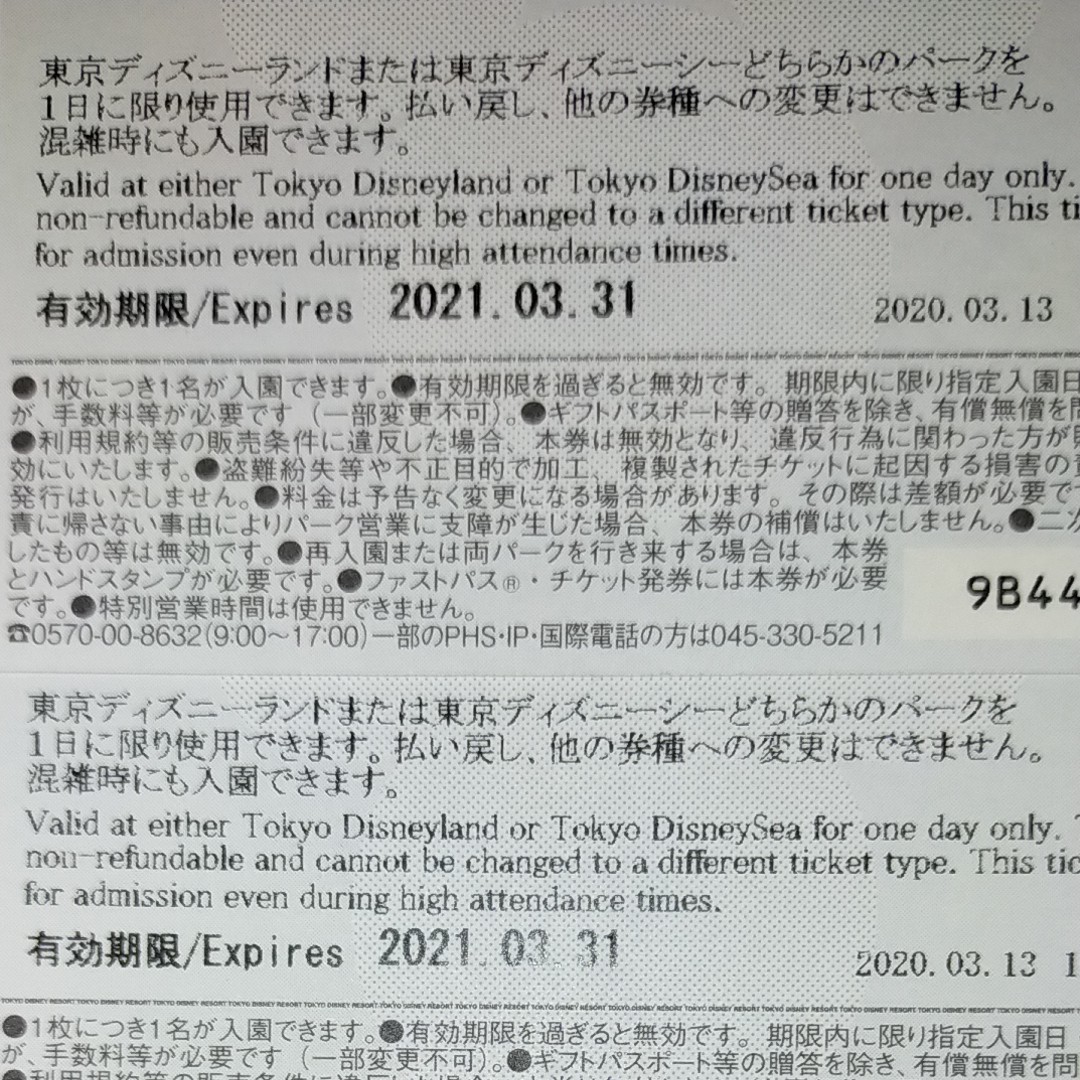 東京ディズニーランドまたは東京ディズニーシーどちらかのパークを
1日に限り使用できます。払い戻し、他の券種への変更はできません。
混雑時にも入園できます。
Valid at either Tokyo Disneyland or Tokyo DisneySea for one day only.
non-refundable and cannot be changed to a different ticket type. This ti
for admission even during high attendance times.
有効期限/Expires 2021.03.31 2020.03.13
●1枚につき1名が入園できます。●有効期限を過ぎると無効です。期限内に限り指定入園日
が、手数料等が必要です（一部変更不可）。●ギフトパスポート等の贈答を除き、有償無償を問
●利用規約等の販売条件に違反した場合、本券は無効となり、違反行為に関わった方が
効にいたします。●盗難紛失等や不正目的で加工、複製されたチケットに起因する損害の
発行はいたしません。●料金は予告なく変更になる場合があります。その際は差額が必要で
責に帰さない事由によりパーク営業に支障が生じた場合、本券の補償はいたしません。●二次
したもの等は無効です。●再入園または両パークを行き来する場合は、本券
とハンドスタンプが必要です。●ファストパス®・チケット発券には本券が必要
です。●特別営業時間は使用できません。
9B44
☎0570-00-8632(9:00〜17:00)一部のPHS・IP・国際電話の方は045-330-5211
東京ディズニーランドまたは東京ディズニーシーどちらかのパークを
1日に限り使用できます。払い戻し、他の券種への変更はできません。
混雑時にも入園できます。
Valid at either Tokyo Disneyland or Tokyo DisneySea for one day only.
non-refundable and cannot be changed to a different ticket type. This tic
for admission even during high attendance times.
有効期限/Expires 2021.03.31 2020.03.13 1
●1枚につき1名が入園できます。●有効期限を過ぎると無効です。期限内に限り指定入園日
が、手数料等が必要です（一部変更不可）。●ギフトパスポート等の贈答を除き、有償無償を問